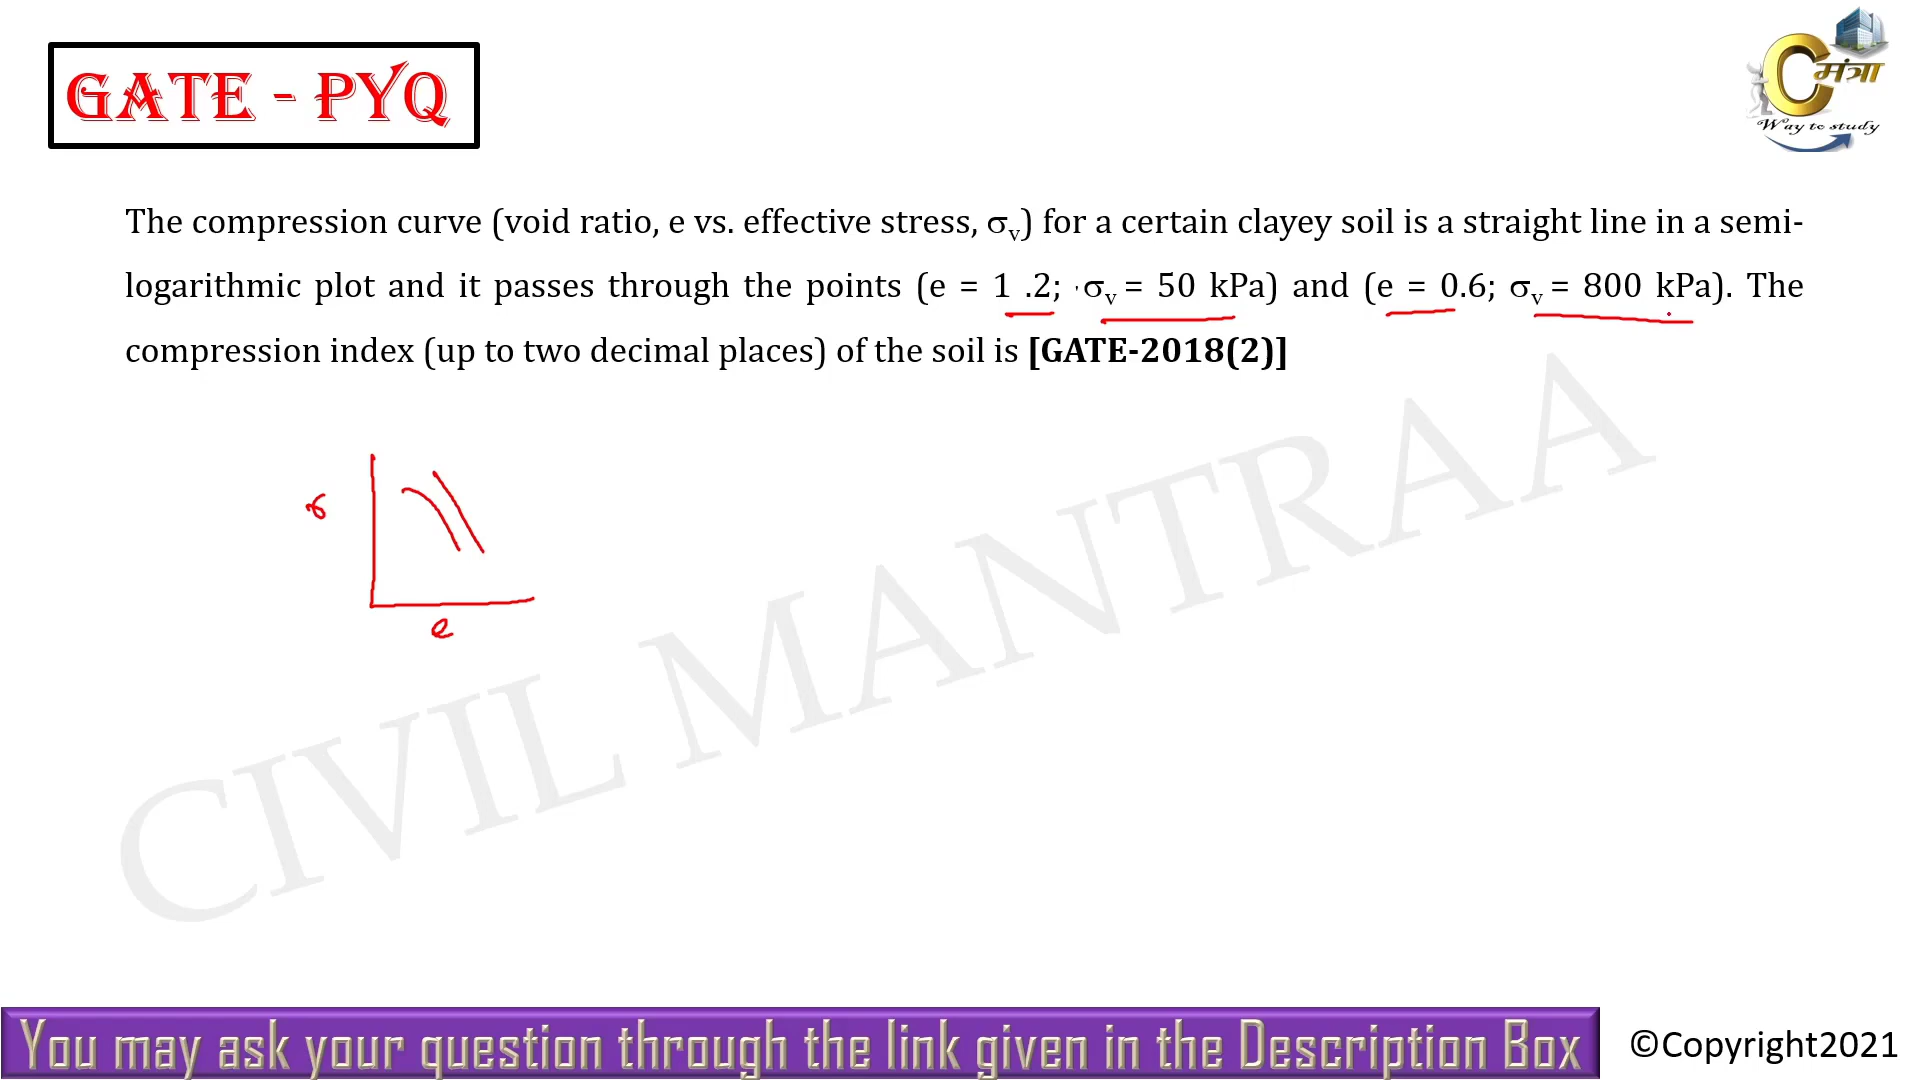 GATE - PYQ
C मंत्रा
Way to study
The compression curve (void ratio, e vs. effective stress, σv) for a certain clayey soil is a straight line in a semi-
logarithmic plot and it passes through the points (e = 1 .2; σv = 50 kPa) and (e = 0.6; σv = 800 kPa). The
compression index (up to two decimal places) of the soil is [GATE-2018(2)]
e
CIVIL MANTRAA
You may ask your question through the link given in the Description Box
©Copyright2021